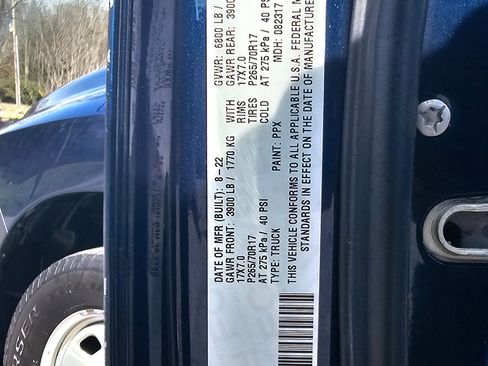 DATE OF MFR (BUILT): 8-22 GVWR: 6800 LB /
GAWR FRONT: 3900 LB / 1770 KG WITH GAWR REAR: 3900
17X7.0 RIMS 17X7.0
P265/70R17 TIRES P265/70R17
AT 275 kPa / 40 PSI COLD AT 275 kPa / 40 PSI
TYPE: TRUCK PAINT: PPX MDH: 082317
THIS VEHICLE CONFORMS TO ALL APPLICABLE U.S.A. FEDERAL M
STANDARDS IN EFFECT ON THE DATE OF MANUFACTURE